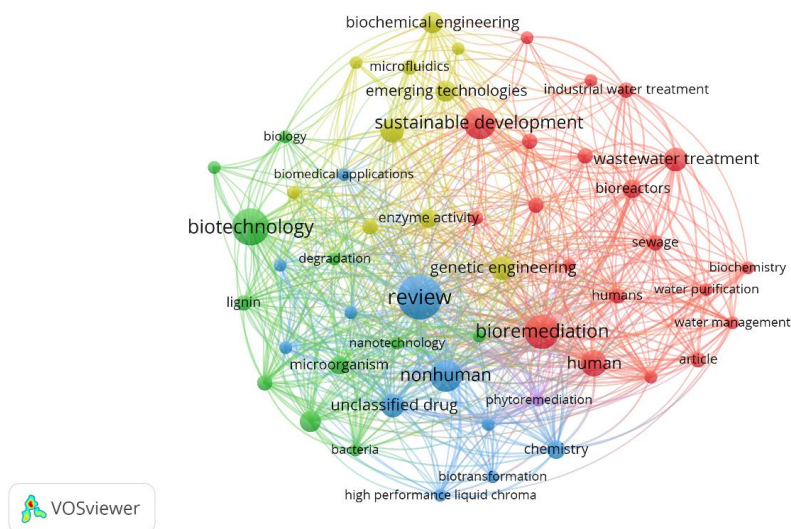 biochemical engineering
microfluidics
emerging technologies
industrial water treatment
sustainable development
biology
wastewater treatment
biomedical applications
bioreactors
enzyme activity
biotechnology
sewage
degradation
genetic engineering
biochemistry
water purification
review
humans
lignin
water management
bioremediation
nanotechnology
article
microorganism
human
nonhuman
phytoremediation
unclassified drug
bacteria
chemistry
biotransformation
high performance liquid chroma
VOSviewer